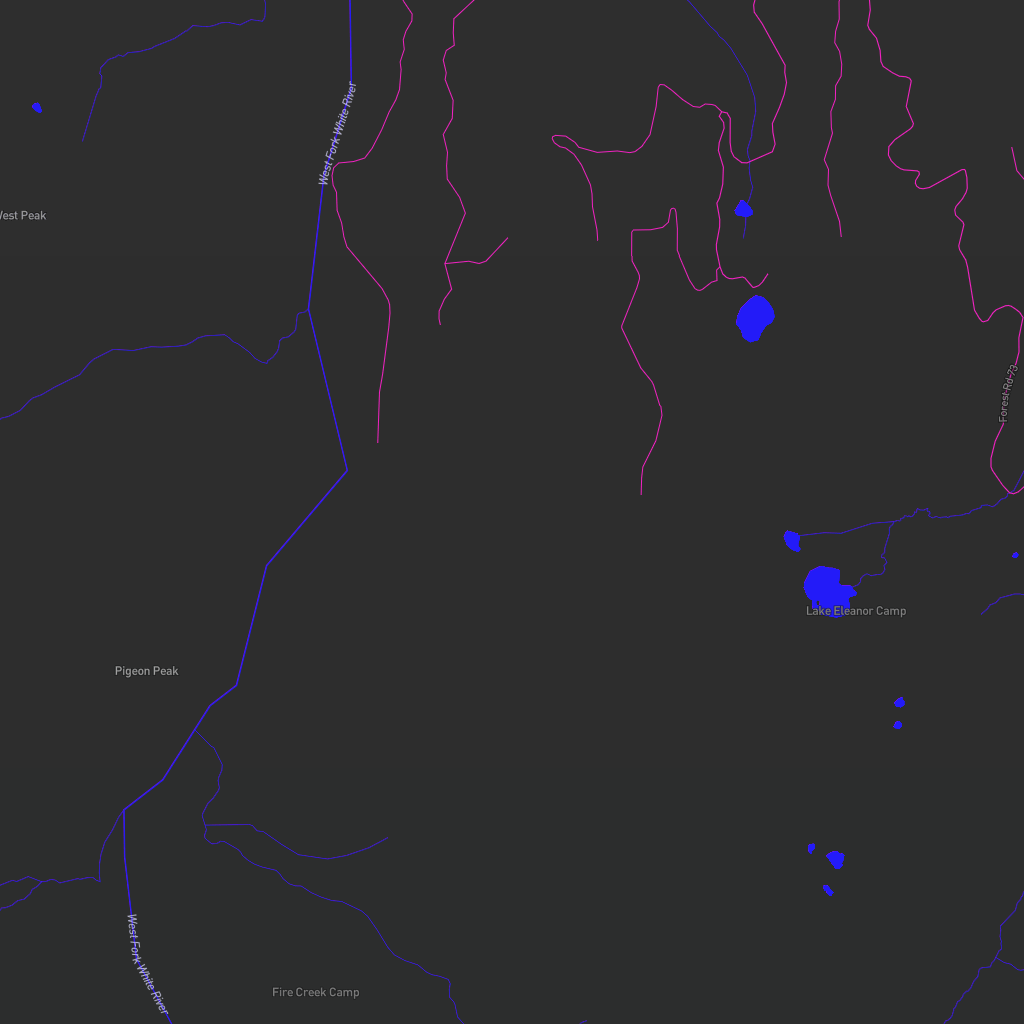 West Fork White River
West Peak
Forest Rd 73
Lake Eleanor Camp
Pigeon Peak
West Fork White River
Fire Creek Camp